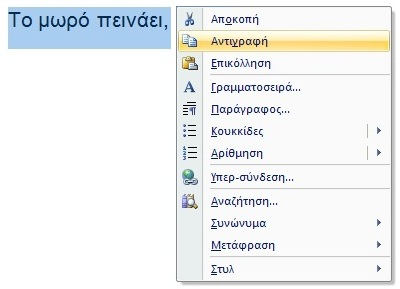 Το μωρό πεινάει,
Αποκοπή
Αντιγραφή
Επικόλληση
Γραμματοσειρά...
Παράγραφος...
Κουκκίδες
Αρίθμηση
Υπερ-σύνδεση...
Αναζήτηση...
Συνώνυμα
Μετάφραση
Στυλ